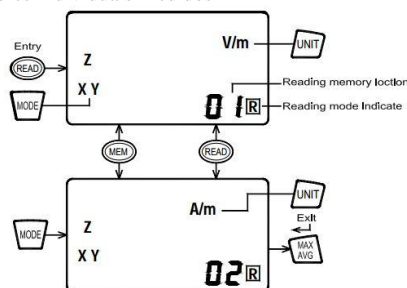 V/m
UNIT
Entry
READ
Z
X Y
MODE
01 R
Reading memory loction
Reading mode Indicate
MEM
READ
A/m
UNIT
Exit
MODE
Z
X Y
MAX
AVG
02 R